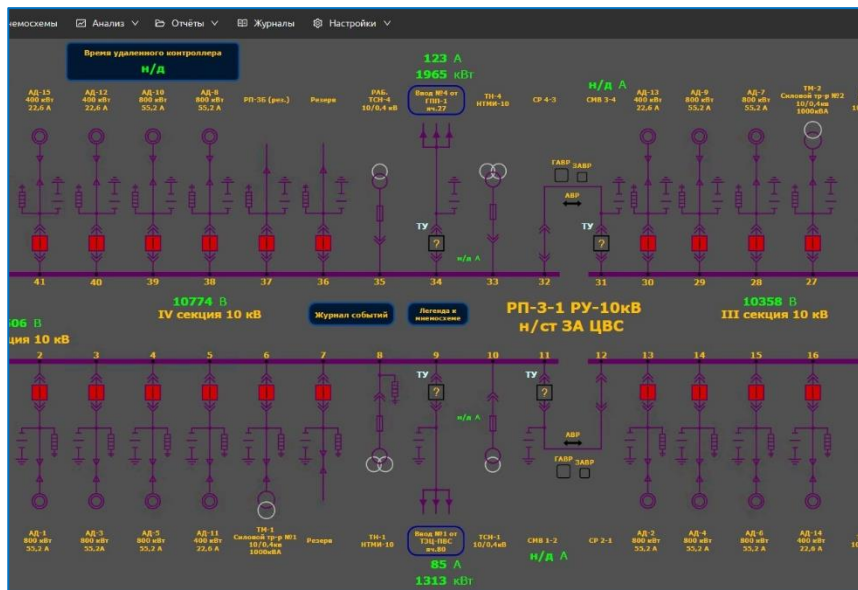 немосхемы Анализ Отчёты Журналы Настройки
Время удаленного контроллера
н/д
123 А
1965 кВт
н/д А
АД-15
400 кВт
22,6 А
АД-12
400 кВт
22,6 А
АД-10
800 кВт
55,2 А
АД-8
800 кВт
55,2 А
РП-3Б (рез.)
Резерв
РАБ.
ТСН-4
10/0,4 кВ
Ввод №4 от
ГПП-1
яч.27
ТН-4
НТМИ-10
СР 4-3
СМВ 3-4
АД-13
400 кВт
22,6 А
АД-9
800 кВт
55,2 А
АД-7
800 кВт
55,2 А
ТМ-2
Силовой тр-р №2
10/0,4кв
1000кВА
ГАВР ЗАВР
АВР
ТУ
?
ТУ
?
н/д А
41 40 39 38 37 36 35 34 33 32 31 30 29 28 27
10774 В
IV секция 10 кВ
Журнал событий
Легенда к
мнемосхеме
РП-3-1 РУ-10кВ
н/ст 3А ЦВС
10358 В
III секция 10 кВ
606 В
ция 10 кВ
2 3 4 5 6 7 8 9 10 11 12 13 14 15 16
ТУ
?
ТУ
?
н/д А
АВР
ГАВР ЗАВР
АД-1
800 кВт
55,2 А
АД-3
800 кВт
55,2А
АД-5
800 кВт
55,2 А
АД-11
400 кВт
22,6 А
ТМ-1
Силовой тр-р №1
10/0,4кв
1000кВА
Резерв
ТН-1
НТМИ-10
Ввод №1 от
ТЭЦ-ПВС
яч.80
ТСН-1
10/0,4кВ
СМВ 1-2
н/д А
СР 2-1
АД-2
800 кВт
55,2 А
АД-4
800 кВт
55,2 А
АД-6
800 кВт
55,2 А
АД-14
400 кВт
22,6 А
85 А
1313 кВт